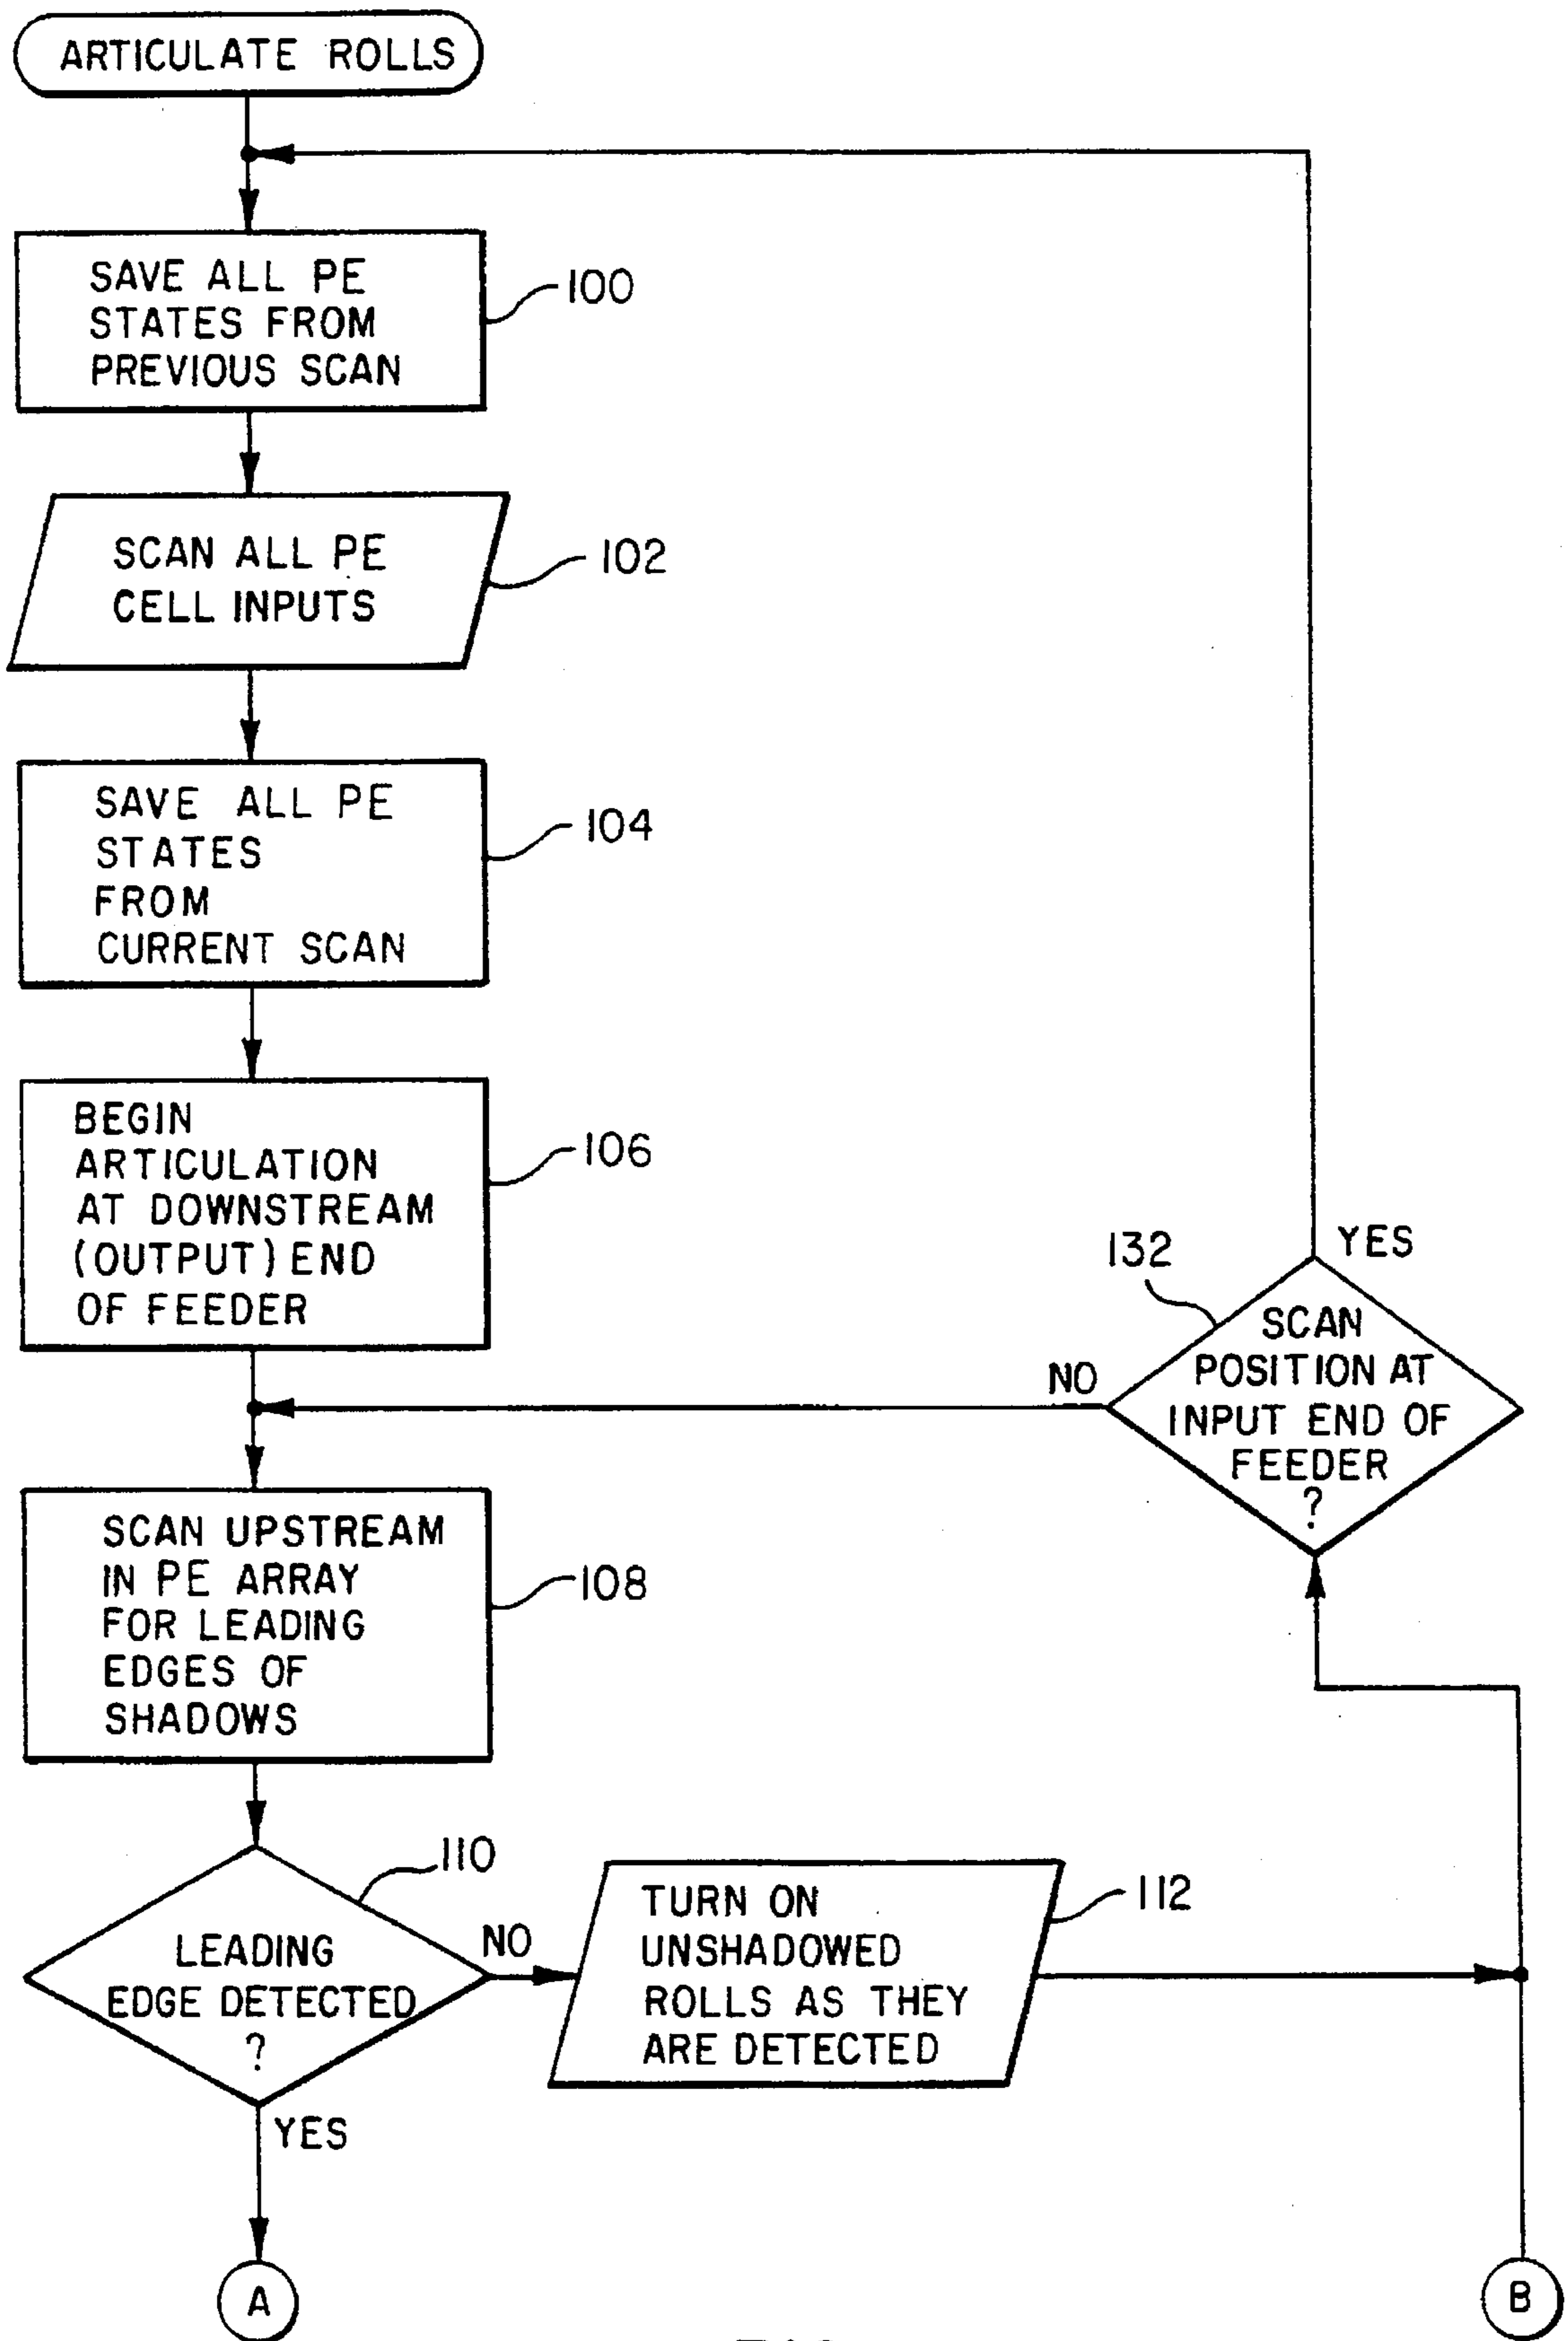 ARTICULATE ROLLS
SAVE ALL PE
STATES FROM
PREVIOUS SCAN
100
SCAN ALL PE
CELL INPUTS
102
SAVE ALL PE
STATES
FROM
CURRENT SCAN
104
BEGIN
ARTICULATION
AT DOWNSTREAM
(OUTPUT) END
OF FEEDER
106
132
YES
SCAN
POSITION AT
INPUT END OF
FEEDER
?
NO
SCAN UPSTREAM
IN PE ARRAY
FOR LEADING
EDGES OF
SHADOWS
108
110
LEADING
EDGE DETECTED
?
NO
YES
TURN ON
UNSHADOWED
ROLLS AS THEY
ARE DETECTED
112
A
B